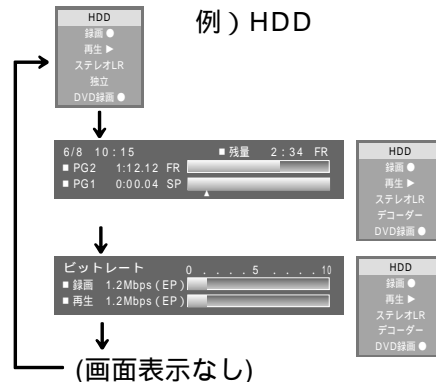 例）HDD
HDD
録画 ●
再生 ▶
ステレオLR
独立
DVD録画 ●
6/8 10：15 ■ 残量 2：34 FR
■ PG2 1:12.12 FR
■ PG1 0:00.04 SP
HDD
録画 ●
再生 ▶
ステレオLR
デコーダー
DVD録画 ●
ビットレート 0 . . . . 5 . . . . 10
■ 録画 1.2Mbps（EP）
■ 再生 1.2Mbps（EP）
HDD
録画 ●
再生 ▶
ステレオLR
デコーダー
DVD録画 ●
(画面表示なし)